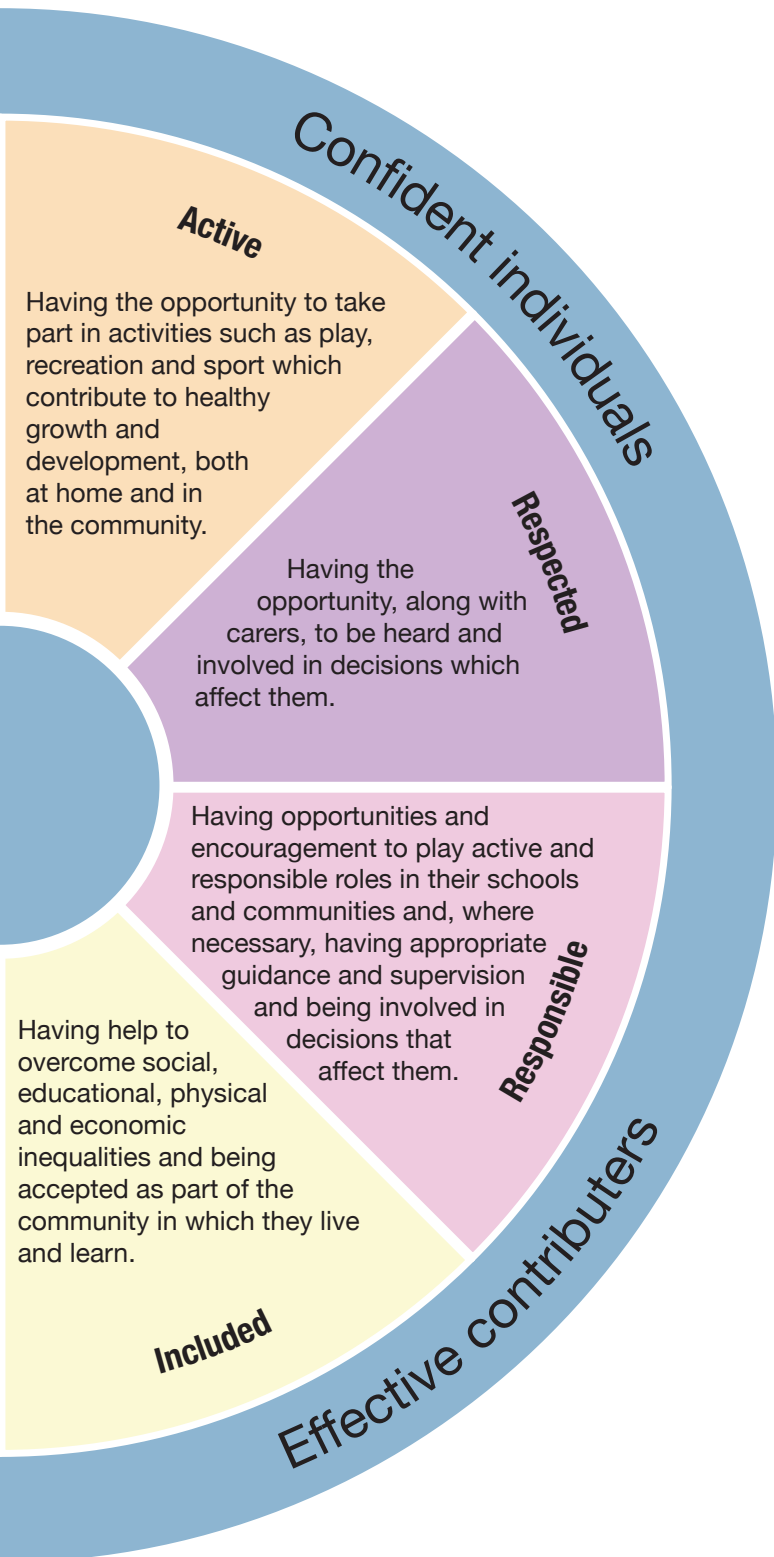 Confident individuals
Active
Having the opportunity to take
part in activities such as play,
recreation and sport which
contribute to healthy
growth and
development, both
at home and in
the community.
Respected
Having the
opportunity, along with
carers, to be heard and
involved in decisions which
affect them.
Having opportunities and
encouragement to play active and
responsible roles in their schools
and communities and, where
necessary, having appropriate
guidance and supervision
and being involved in
decisions that
affect them.
Responsible
Having help to
overcome social,
educational, physical
and economic
inequalities and being
accepted as part of the
community in which they live
and learn.
Included
Effective contributers